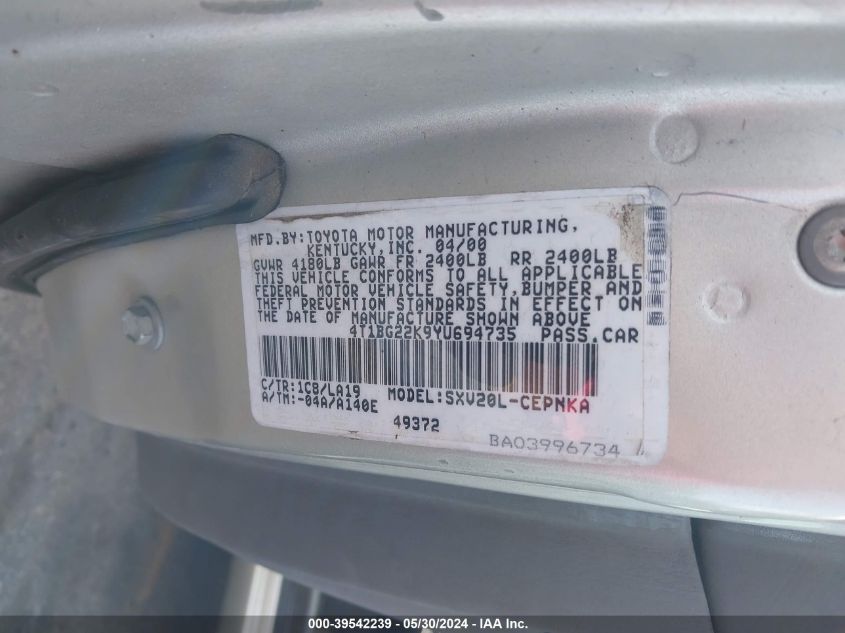 MFD.BY:TOYOTA MOTOR MANUFACTURING,
KENTUCKY,INC. 04/00
GVWR 4180LB GAWR FR 2400LB RR 2400LB
THIS VEHICLE CONFORMS TO ALL APPLICABLE
FEDERAL MOTOR VEHICLE SAFETY,BUMPER AND
THEFT PREVENTION STANDARDS IN EFFECT ON
THE DATE OF MANUFACTURE SHOWN ABOVE
4T1BG22K9YU694735 PASS.CAR
C/TR:1C8/LA19 MODEL:SXV20L-CEPNKA
A/TM:-04A/A140E
49372
BA03996734
000-39542239 - 05/30/2024 - IAAI.COM